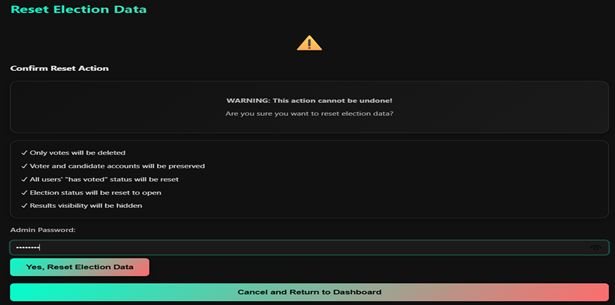 Reset Election Data
Confirm Reset Action
WARNING: This action cannot be undone!
Are you sure you want to reset election data?
✓ Only votes will be deleted
✓ Voter and candidate accounts will be preserved
✓ All users' "has voted" status will be reset
✓ Election status will be reset to open
✓ Results visibility will be hidden
Admin Password:
••••••••
Yes, Reset Election Data
Cancel and Return to Dashboard